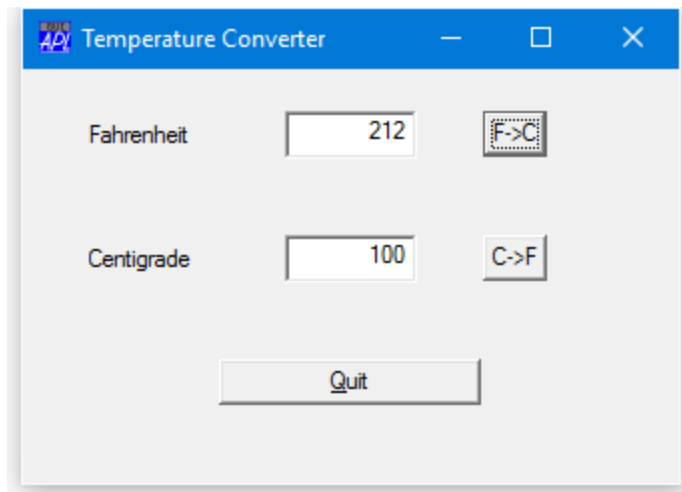 Temperature Converter
Fahrenheit 212 F->C
Centigrade 100 C->F
Quit